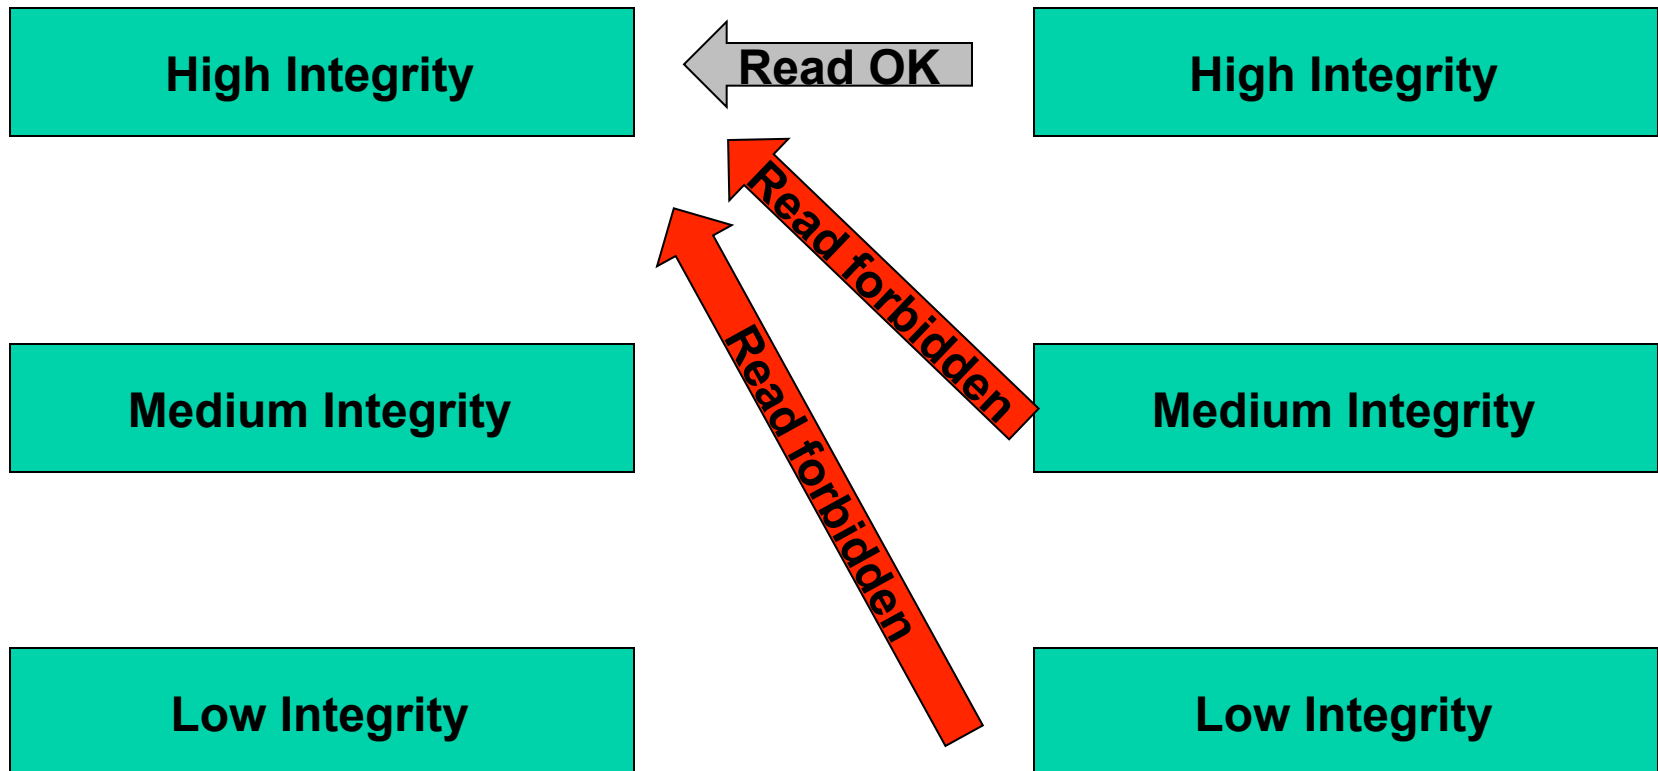 High Integrity
Read OK
High Integrity
Read forbidden
Read forbidden
Medium Integrity
Medium Integrity
Low Integrity
Low Integrity